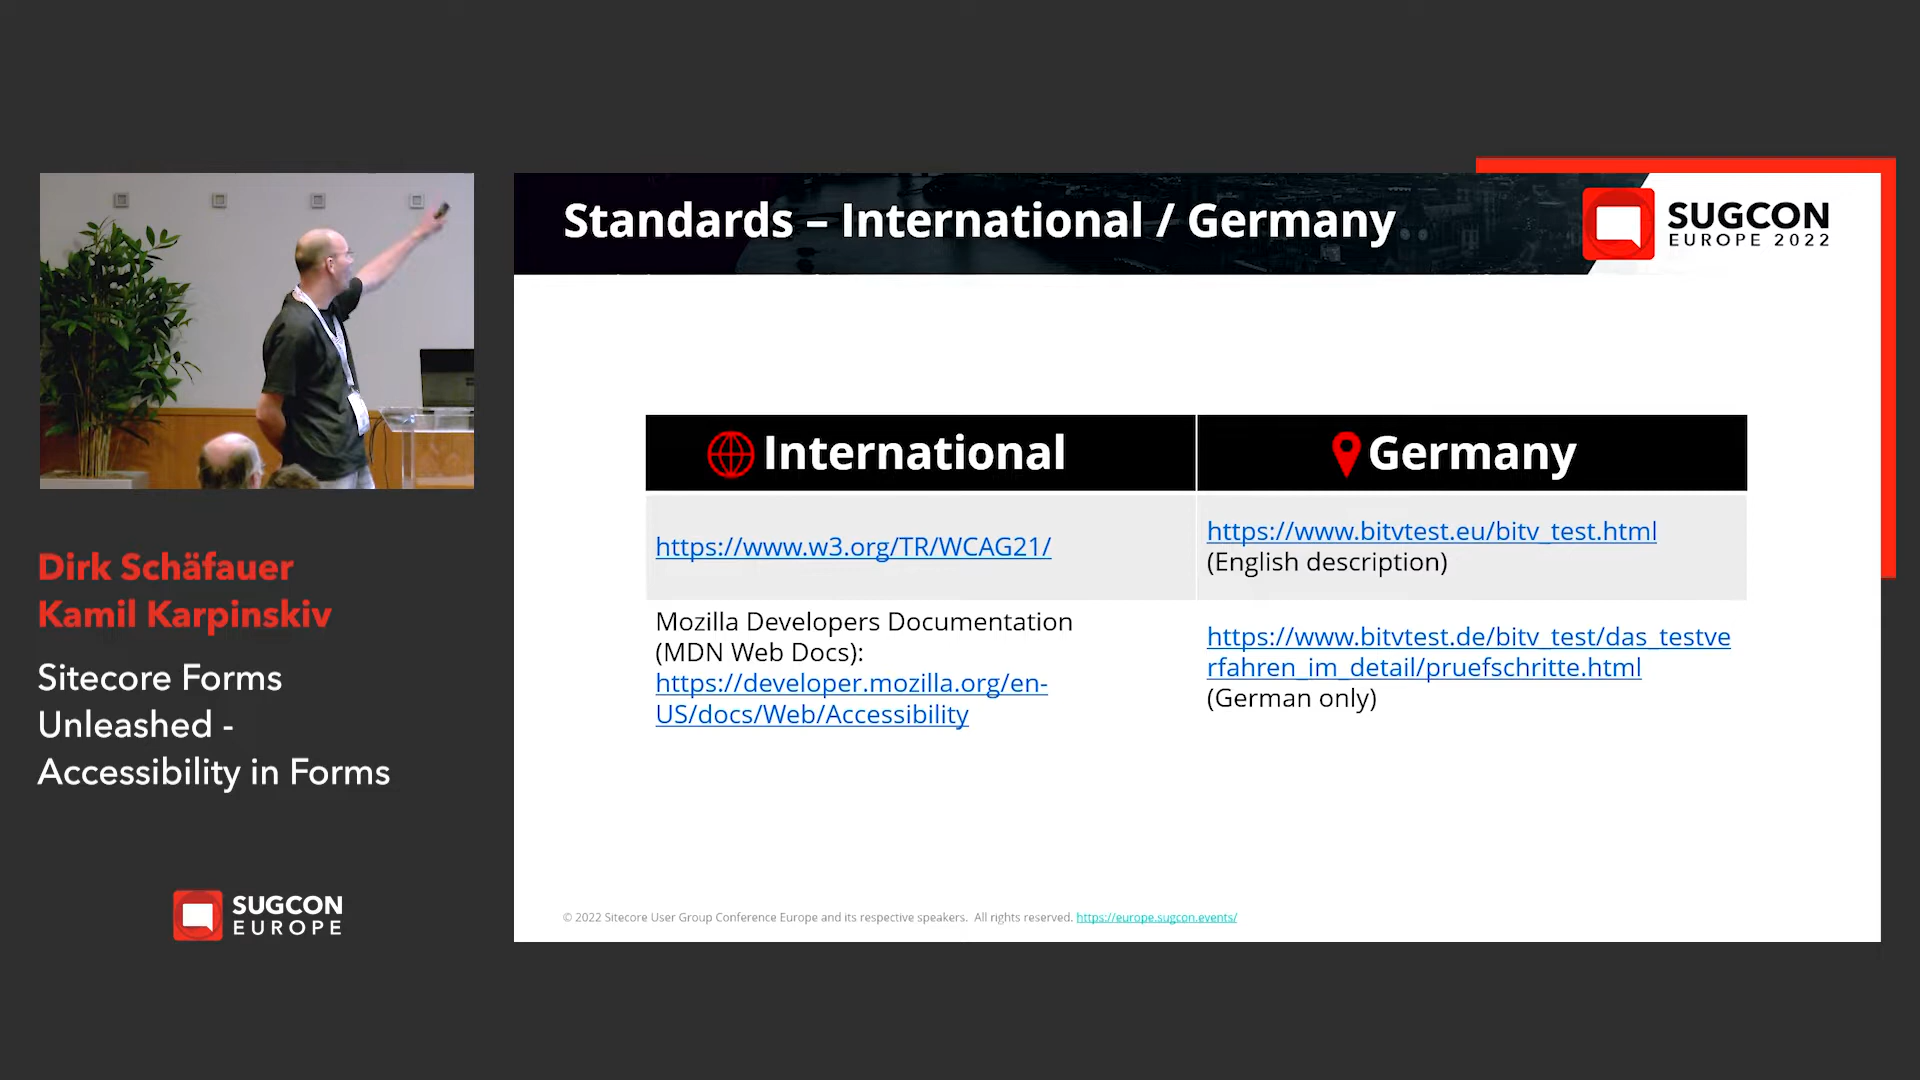 Standards – International / Germany
SUGCON
EUROPE 2022
International
Germany
https://www.w3.org/TR/WCAG21/
https://www.bitvtest.eu/bitv_test.html
(English description)
Mozilla Developers Documentation
(MDN Web Docs):
https://developer.mozilla.org/en-
US/docs/Web/Accessibility
https://www.bitvtest.de/bitv_test/das_testve
rfahren_im_detail/pruefschritte.html
(German only)
© 2022 Sitecore User Group Conference Europe and its respective speakers. All rights reserved. https://europe.sugcon.events/
Dirk Schäfauer
Kamil Karpinskiv
Sitecore Forms
Unleashed -
Accessibility in Forms
SUGCON
EUROPE